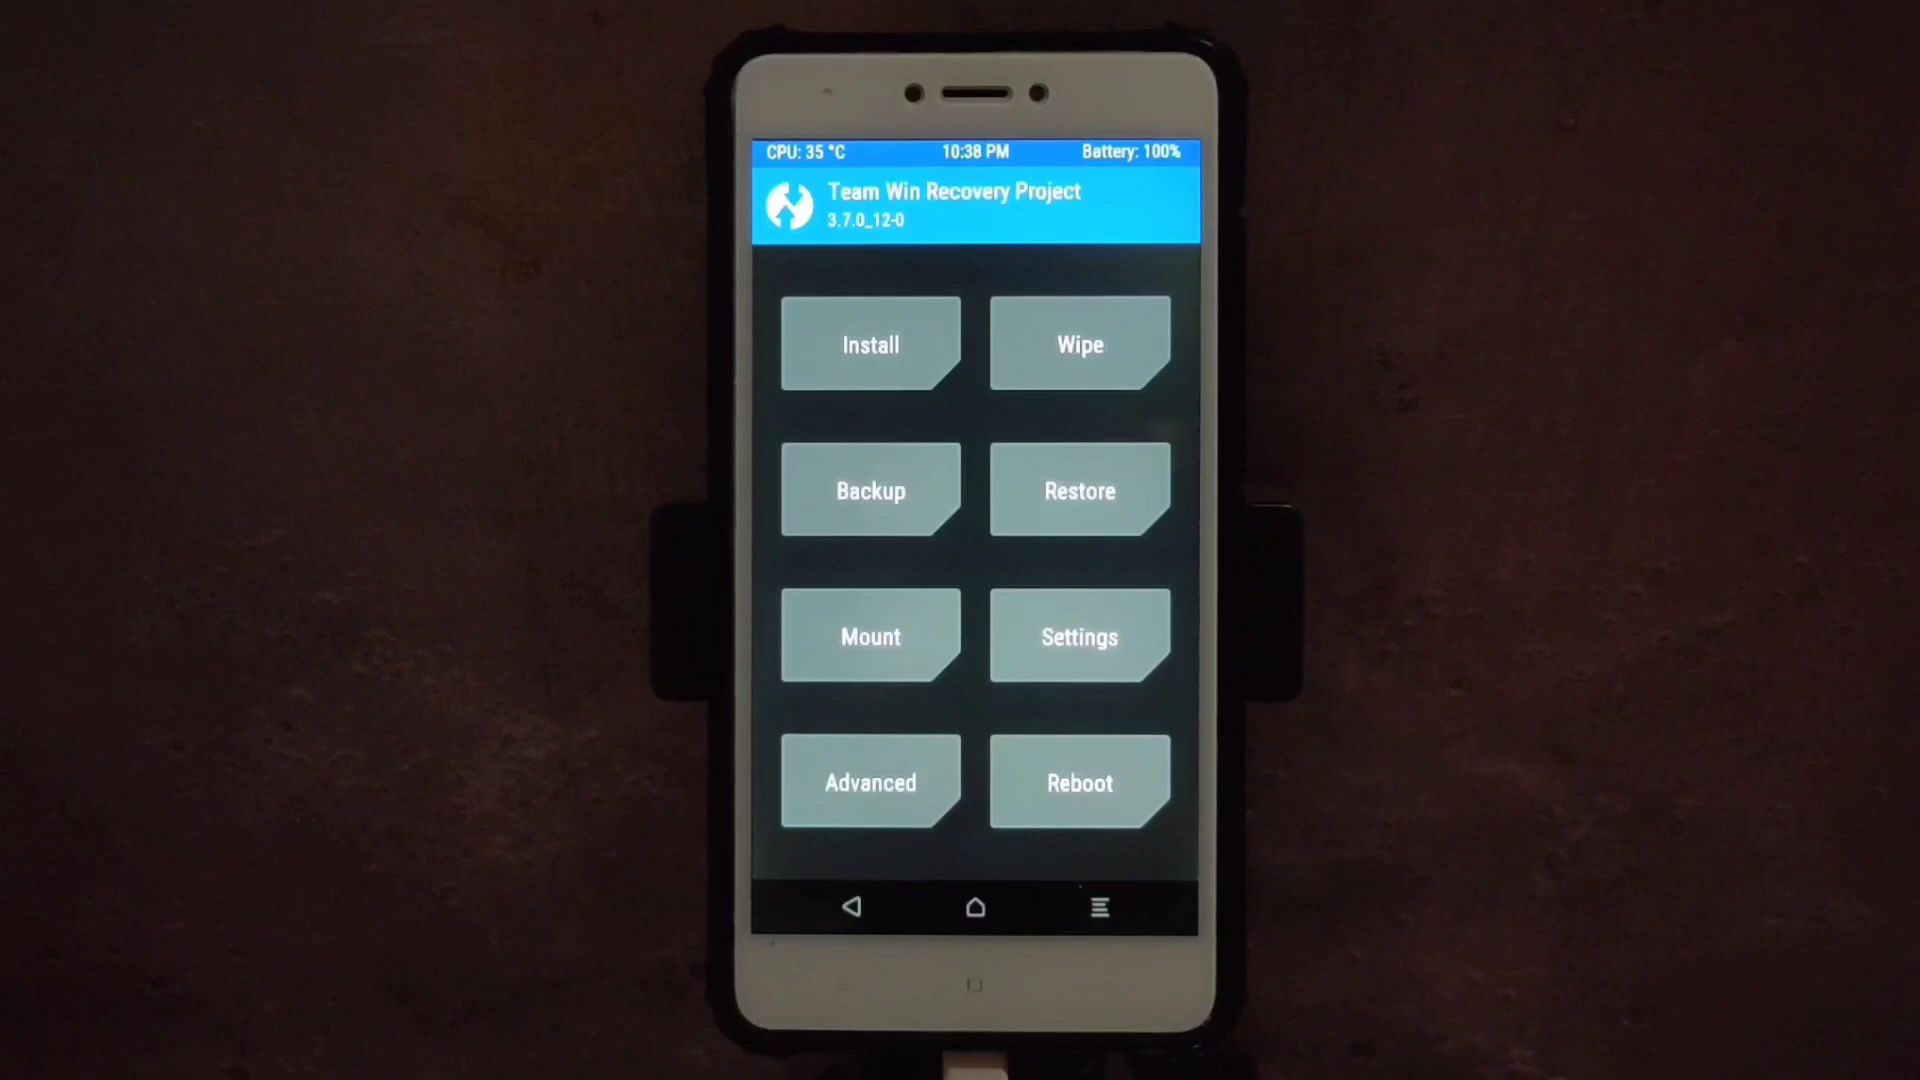 CPU: 35 °C 10:38 PM Battery: 100%
Team Win Recovery Project
3.7.0_12-0
Install Wipe
Backup Restore
Mount Settings
Advanced Reboot